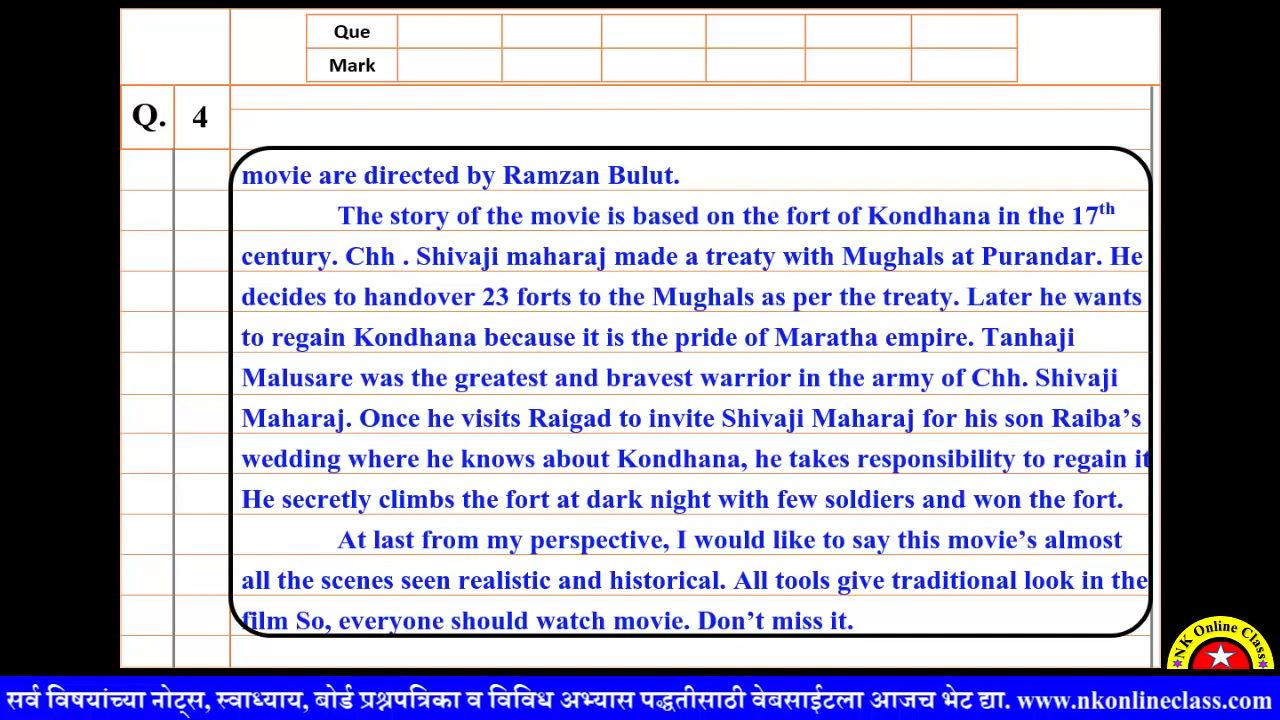 Que
Mark
Q. 4
movie are directed by Ramzan Bulut.
The story of the movie is based on the fort of Kondhana in the 17th
century. Chh . Shivaji maharaj made a treaty with Mughals at Purandar. He
decides to handover 23 forts to the Mughals as per the treaty. Later he wants
to regain Kondhana because it is the pride of Maratha empire. Tanhaji
Malusare was the greatest and bravest warrior in the army of Chh. Shivaji
Maharaj. Once he visits Raigad to invite Shivaji Maharaj for his son Raiba’s
wedding where he knows about Kondhana, he takes responsibility to regain it
He secretly climbs the fort at dark night with few soldiers and won the fort.
At last from my perspective, I would like to say this movie’s almost
all the scenes seen realistic and historical. All tools give traditional look in the
film So, everyone should watch movie. Don’t miss it.
NK Online Class
सर्व विषयांच्या नोट्स, स्वाध्याय, बोर्ड प्रश्नपत्रिका व विविध अभ्यास पद्धतीसाठी वेबसाईटला आजच भेट द्या. www.nkonlineclass.com